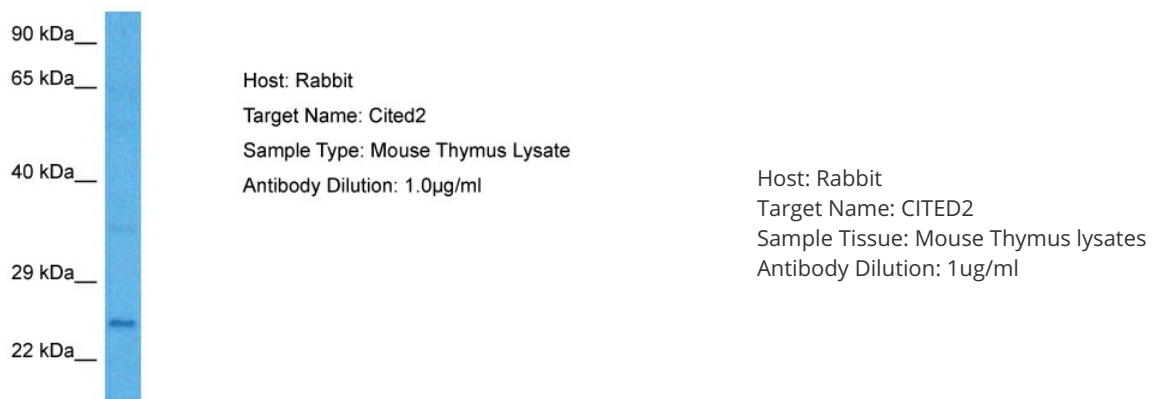 90 kDa__
65 kDa__
40 kDa__
29 kDa__
22 kDa__
Host: Rabbit
Target Name: Cited2
Sample Type: Mouse Thymus Lysate
Antibody Dilution: 1.0µg/ml
Host: Rabbit
Target Name: CITED2
Sample Tissue: Mouse Thymus lysates
Antibody Dilution: 1ug/ml